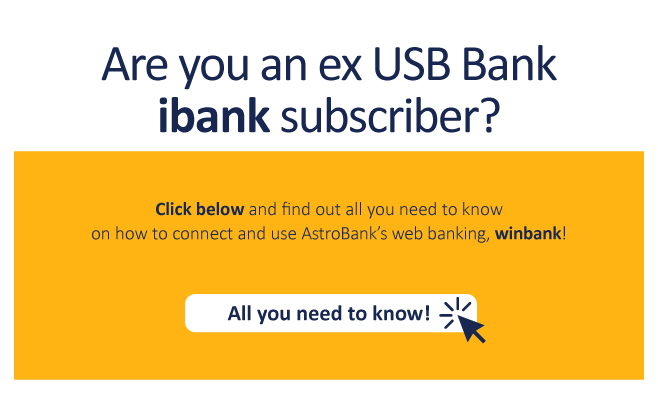 Are you an ex USB Bank
ibank subscriber?
Click below and find out all you need to know
on how to connect and use AstroBank's web banking, winbank!
All you need to know!